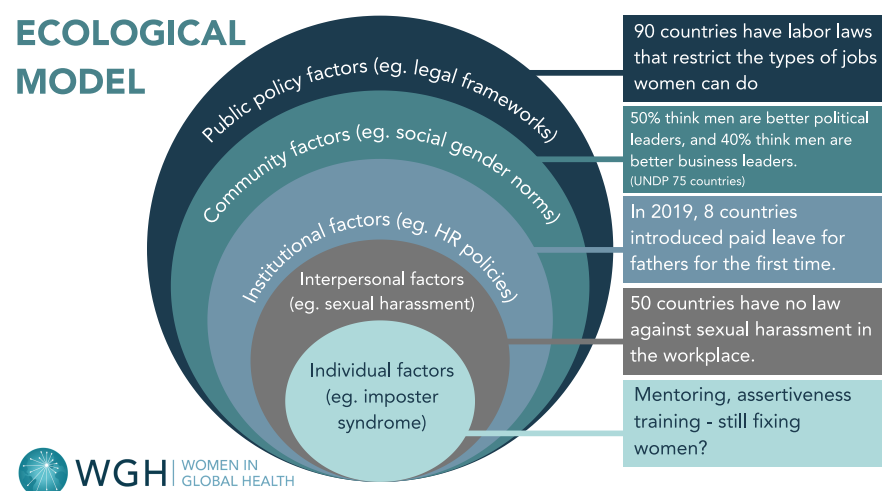 ECOLOGICAL
MODEL
Public policy factors (eg. legal frameworks)
Community factors (eg. social gender norms)
Institutional factors (eg. HR policies)
Interpersonal factors
(eg. sexual harassment)
Individual factors
(eg. imposter
syndrome)
90 countries have labor laws
that restrict the types of jobs
women can do
50% think men are better political
leaders, and 40% think men are
better business leaders.
(UNDP 75 countries)
In 2019, 8 countries
introduced paid leave for
fathers for the first time.
50 countries have no law
against sexual harassment in
the workplace.
Mentoring, assertiveness
training - still fixing
women?
WGH
WOMEN IN
GLOBAL HEALTH